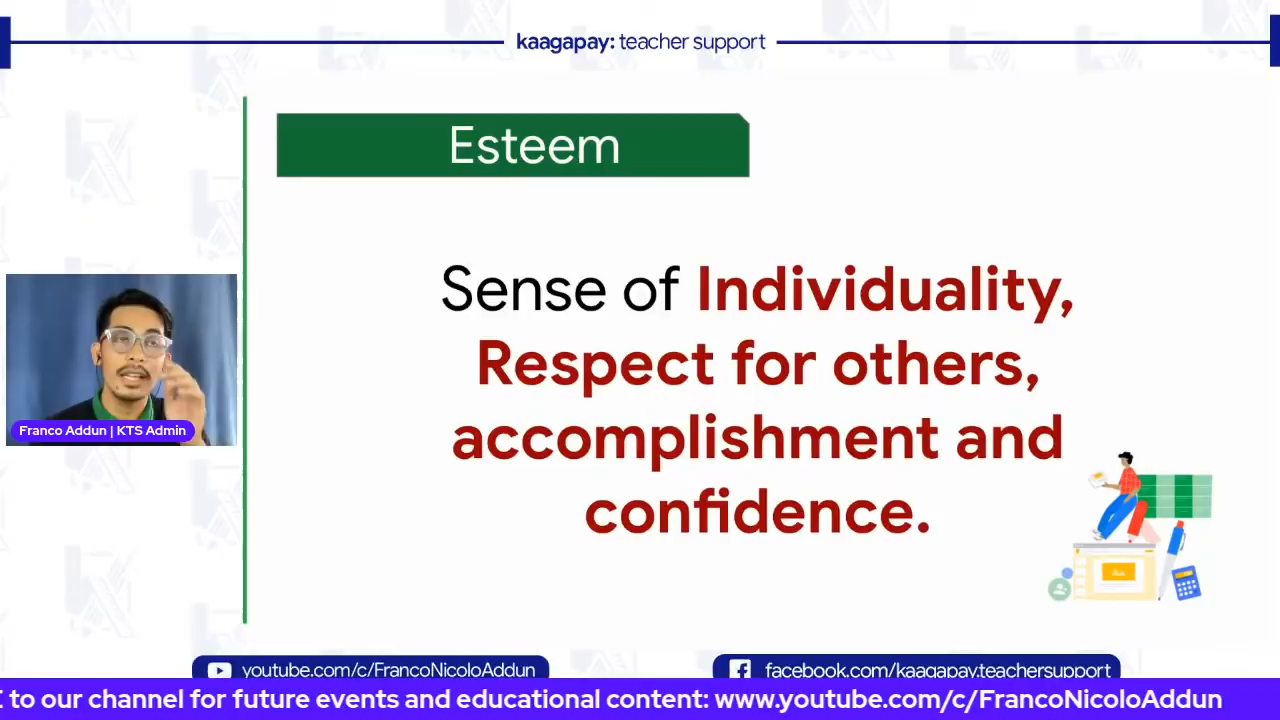 kaagapay: teacher support
Esteem
Sense of Individuality,
Respect for others,
accomplishment and
confidence.
Franco Addun | KTS Admin
youtube.com/c/FrancoNicoloAddun
facebook.com/kaagapay.teachersupport
to our channel for future events and educational content: www.youtube.com/c/FrancoNicoloAddun